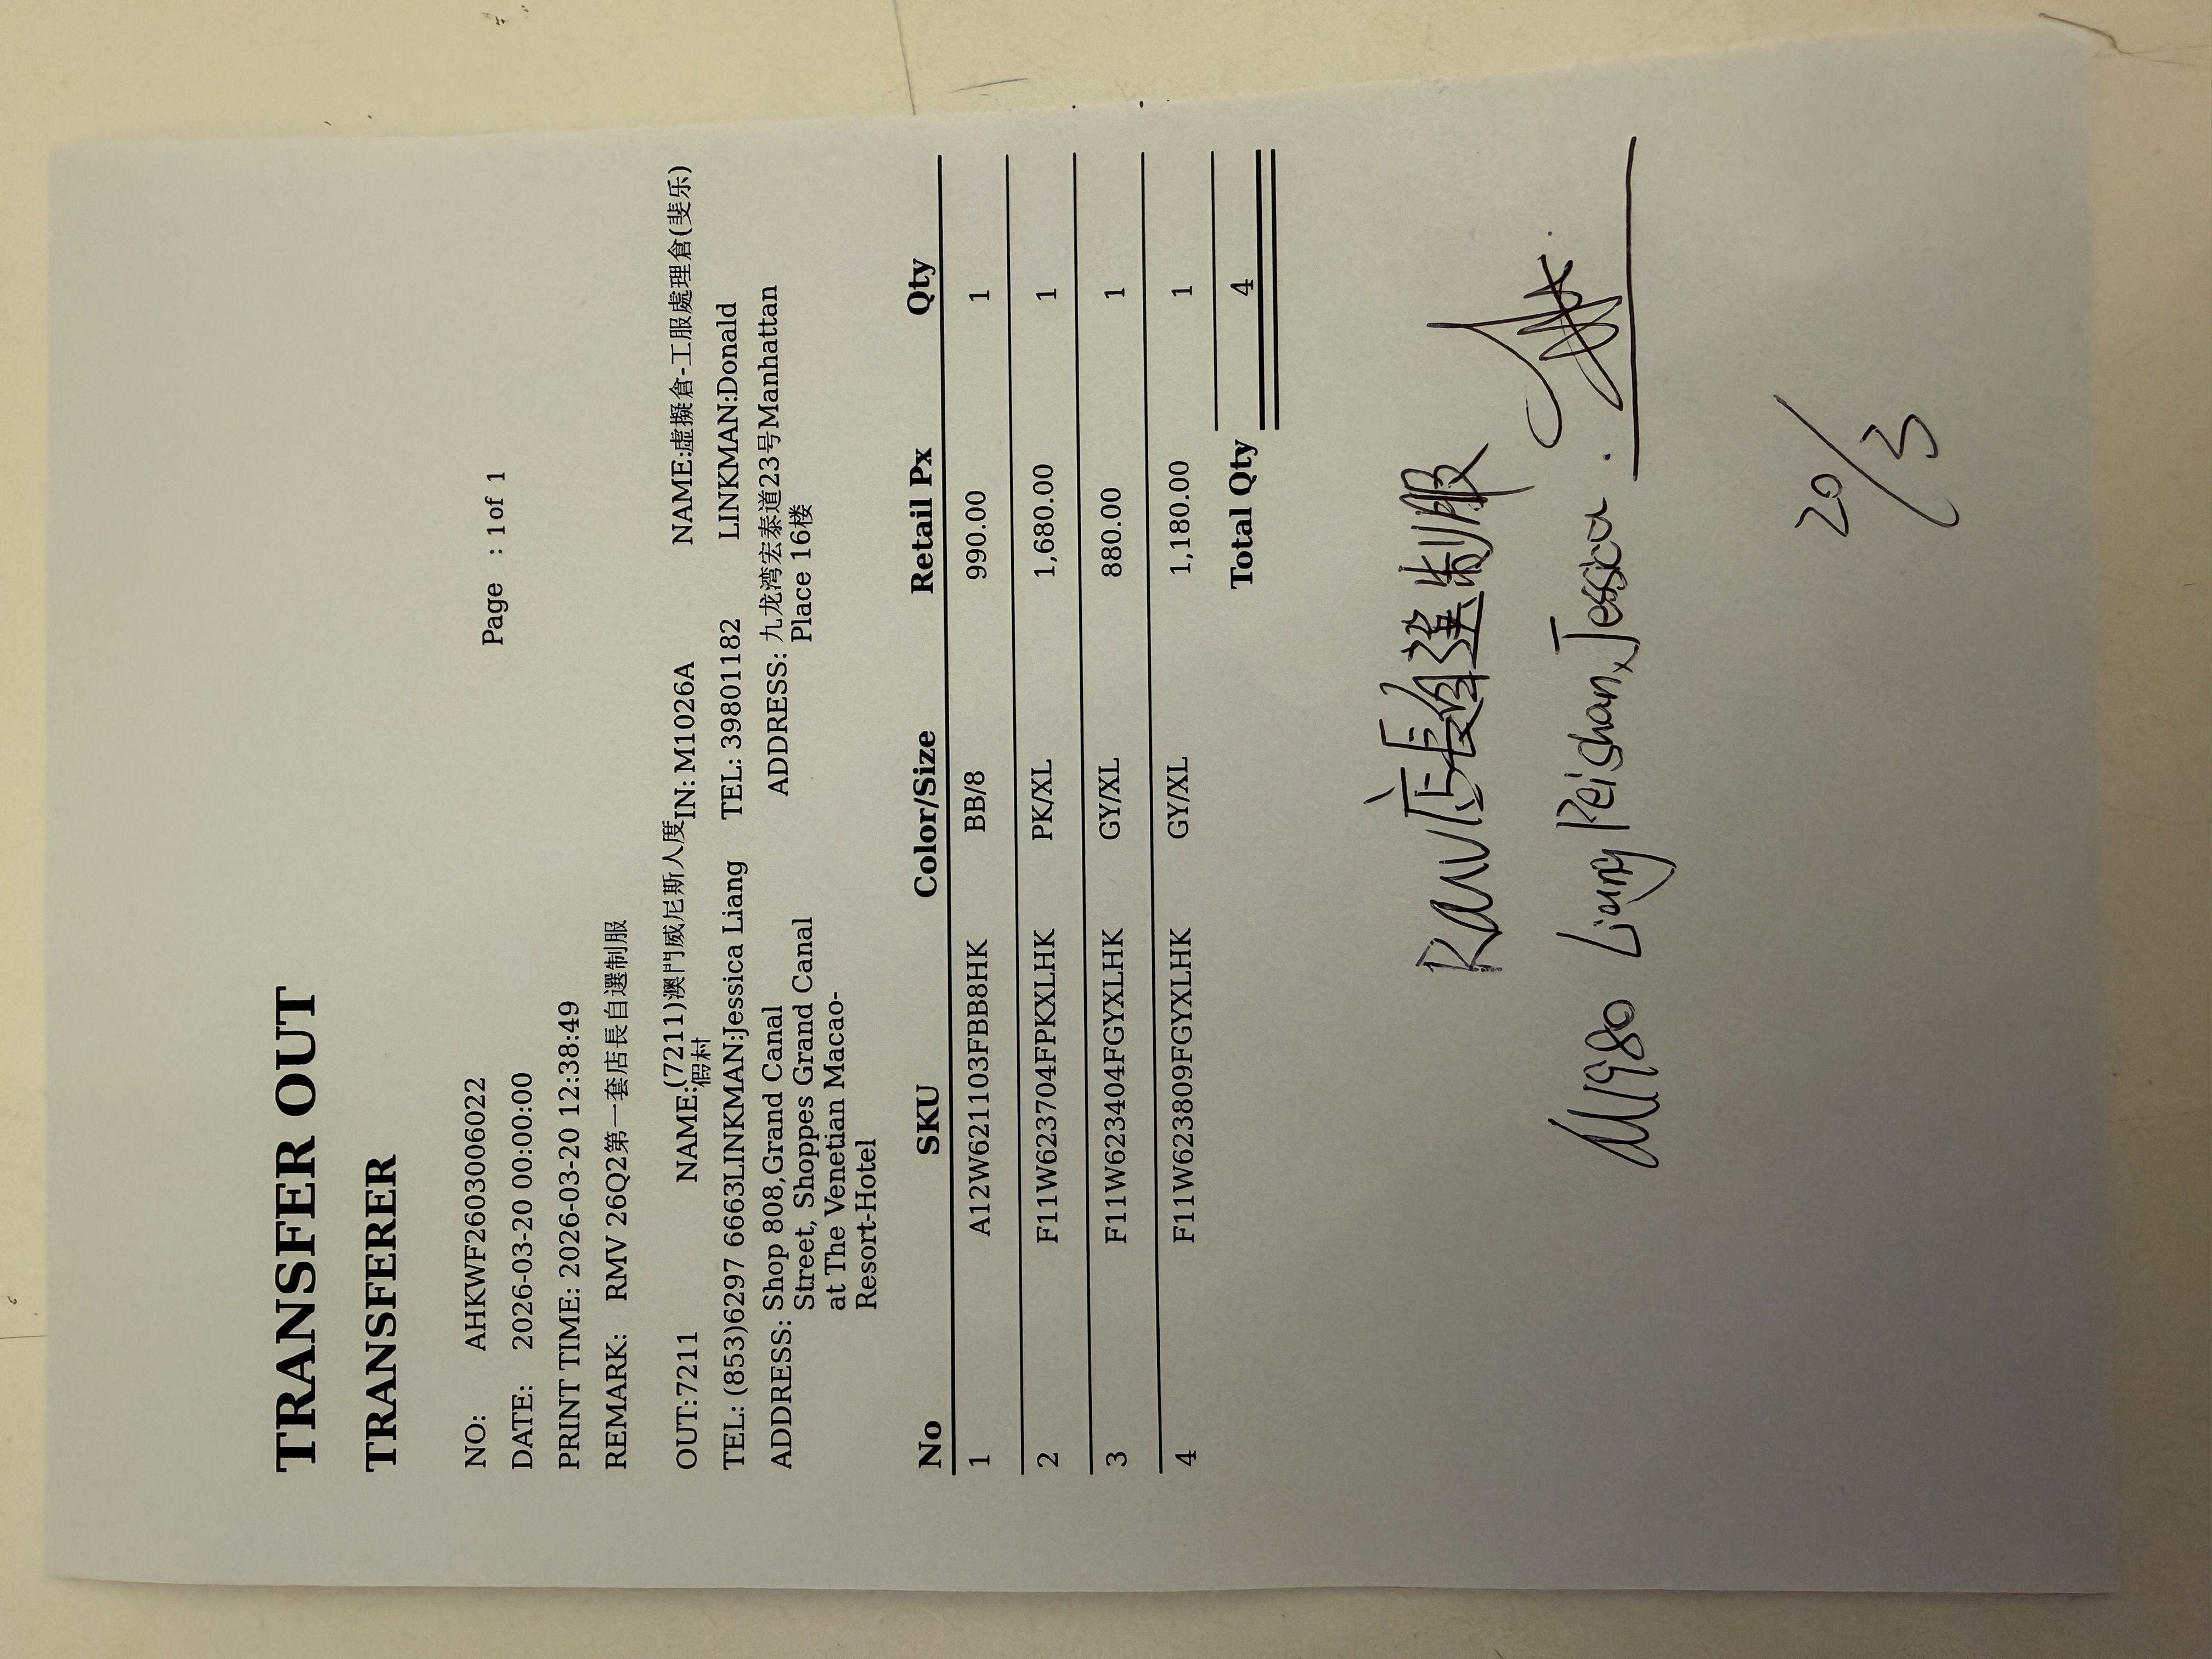 TRANSFER OUT
TRANSFERER
Page : 1of 1
NO: AHKWF2603006022
DATE: 2026-03-20 00:00:00
PRINT TIME: 2026-03-20 12:38:49
REMARK: RMV 26Q2第一套店長自選制服
OUT:7211 NAME:(7211)澳門威尼斯人度假村 IN: M1026A NAME:虛擬倉-工服處理倉(斐乐)
TEL: (853)6297 6663LINKMAN:Jessica Liang TEL: 39801182 LINKMAN:Donald
ADDRESS: Shop 808,Grand Canal ADDRESS: 九龙湾宏泰道23号Manhattan
Street, Shoppes Grand Canal Place 16楼
at The Venetian Macao-
Resort-Hotel
No SKU Color/Size Retail Px Qty
1 A12W621103FBB8HK BB/8 990.00 1
2 F11W623704FPKXLHK PK/XL 1,680.00 1
3 F11W623404FGYXLHK GY/XL 880.00 1
4 F11W623809FGYXLHK GY/XL 1,180.00 1
Total Qty 4
店長自選制服
Liang Peishan, Jessica.
20/3